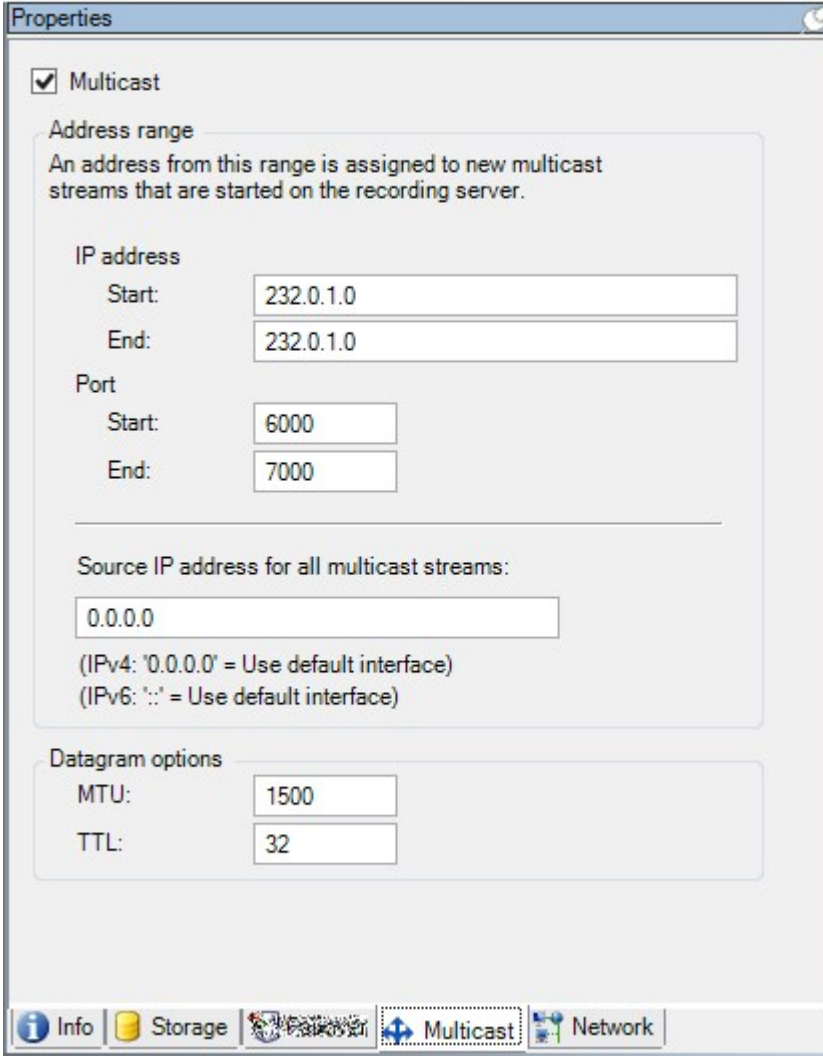 Properties
Multicast
Address range
An address from this range is assigned to new multicast
streams that are started on the recording server.
IP address
Start: 232.0.1.0
End: 232.0.1.0
Port
Start: 6000
End: 7000
Source IP address for all multicast streams:
0.0.0.0
(IPv4: '0.0.0.0' = Use default interface)
(IPv6: '::' = Use default interface)
Datagram options
MTU: 1500
TTL: 32
Info Storage Multicast Network